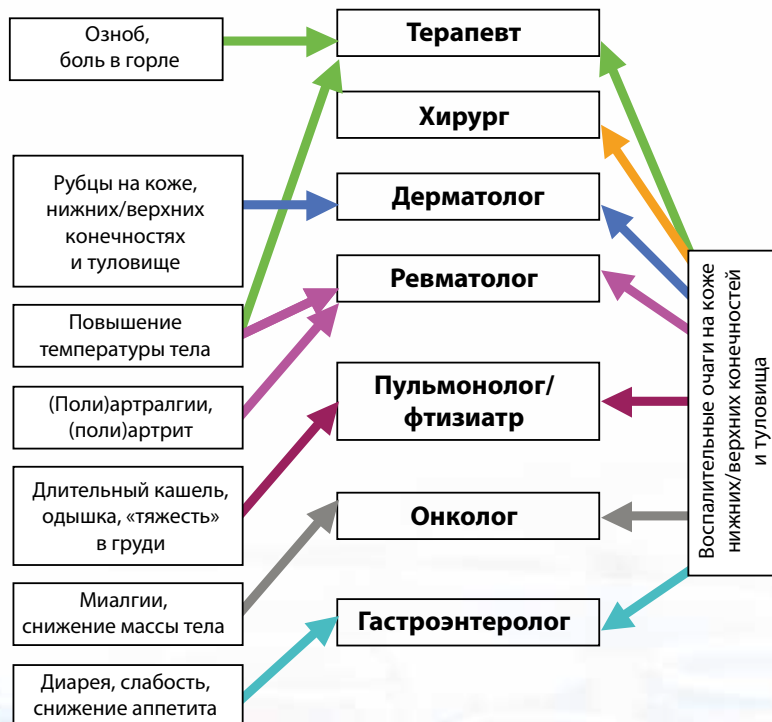 Озноб,
боль в горле
Рубцы на коже,
нижних/верхних
конечностях
и туловище
Повышение
температуры тела
(Поли)артралгии,
(поли)артрит
Длительный кашель,
одышка, «тяжесть»
в груди
Миалгии,
снижение массы тела
Диарея, слабость,
снижение аппетита
Терапевт
Хирург
Дерматолог
Ревматолог
Пульмонолог/
фтизиатр
Онколог
Гастроэнтеролог
Воспалительные очаги на коже
нижних/верхних конечностей
и туловища